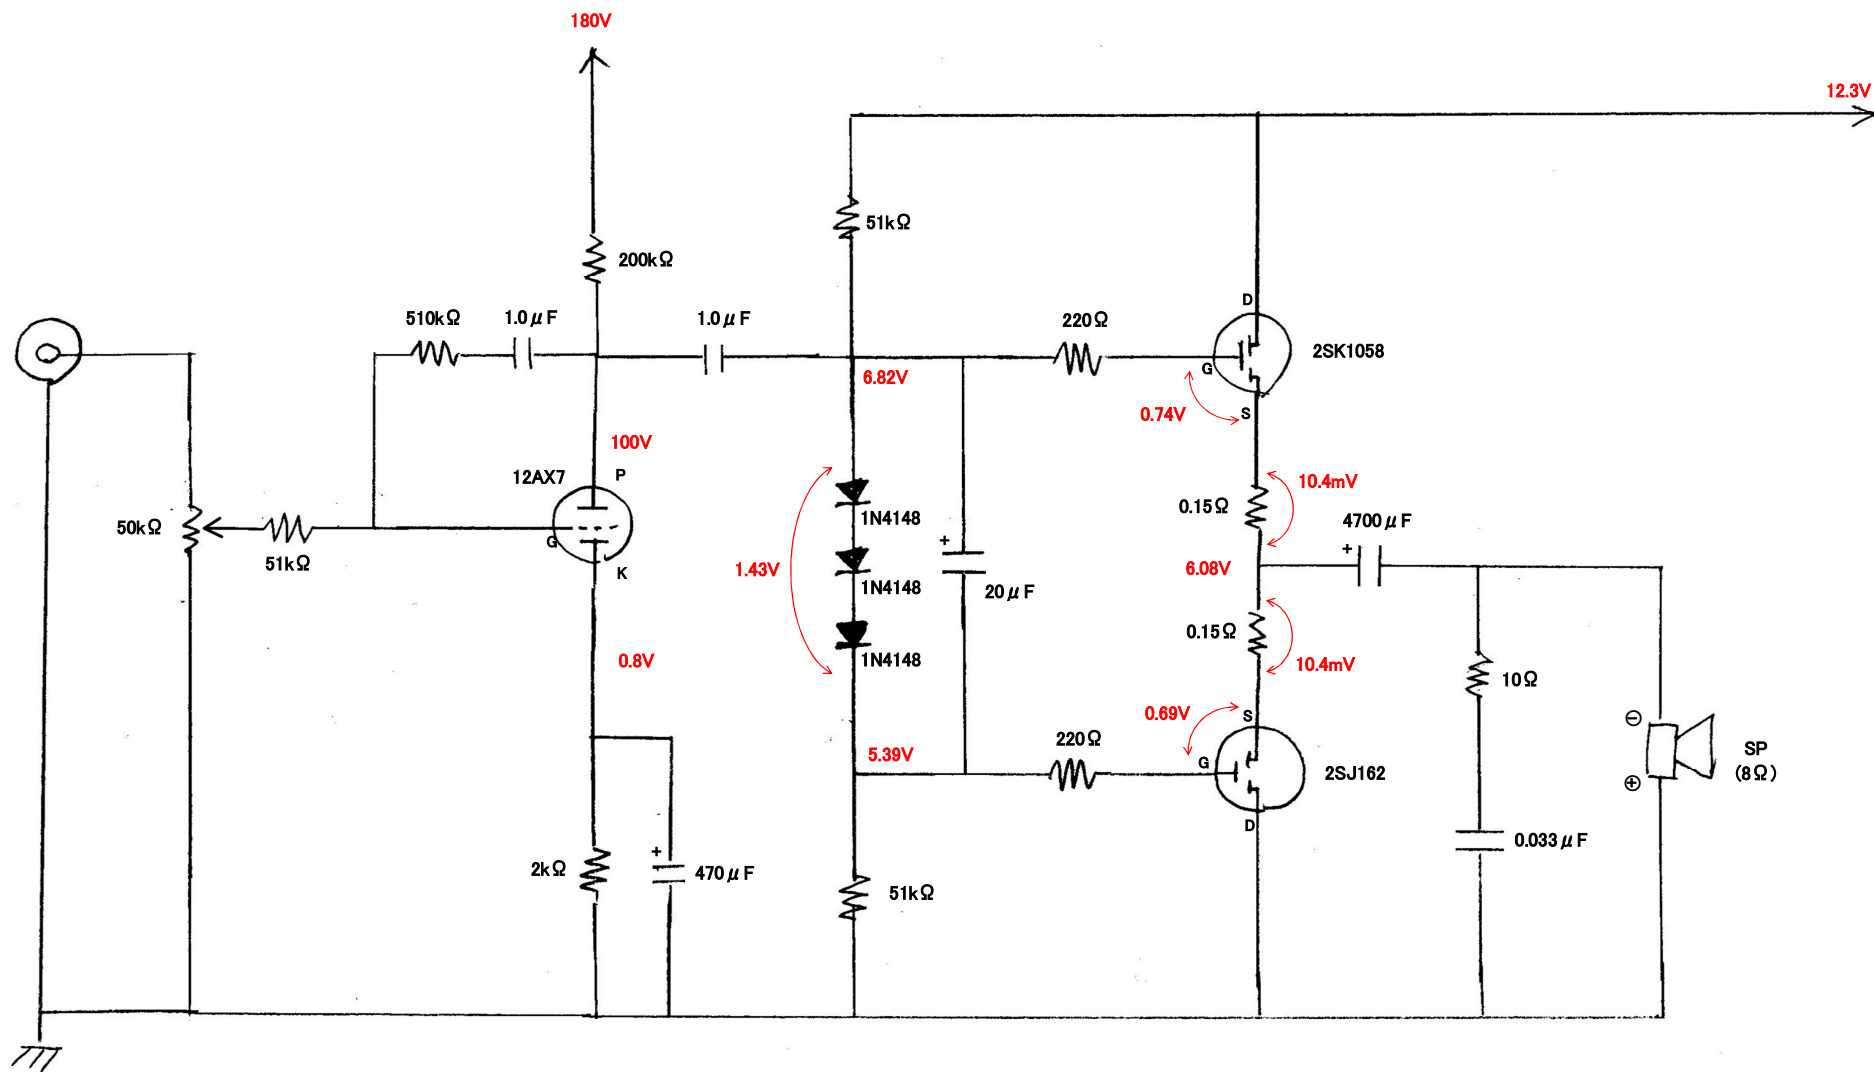 180V
12.3V
51kΩ
200kΩ
510kΩ
1.0μF
1.0μF
220Ω
D
2SK1058
G
S
6.82V
0.74V
100V
12AX7
P
G
K
50kΩ
51kΩ
1N4148
1N4148
1N4148
1.43V
+
20μF
10.4mV
0.15Ω
4700μF
+
6.08V
0.15Ω
10.4mV
0.8V
0.69V
S
5.39V
220Ω
G
2SJ162
D
10Ω
⊖
SP
(8Ω)
⊕
0.033μF
2kΩ
+
470μF
51kΩ